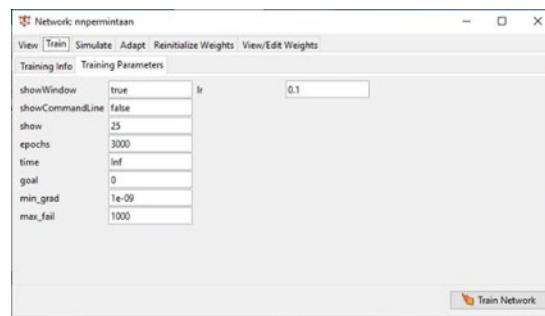 Network: nnpermintaan
View Train Simulate Adapt Reinitialize Weights View/Edit Weights
Training Info Training Parameters
showWindow true lr 0.1
showCommandLine false
show 25
epochs 3000
time Inf
goal 0
min_grad 1e-09
max_fail 1000
Train Network